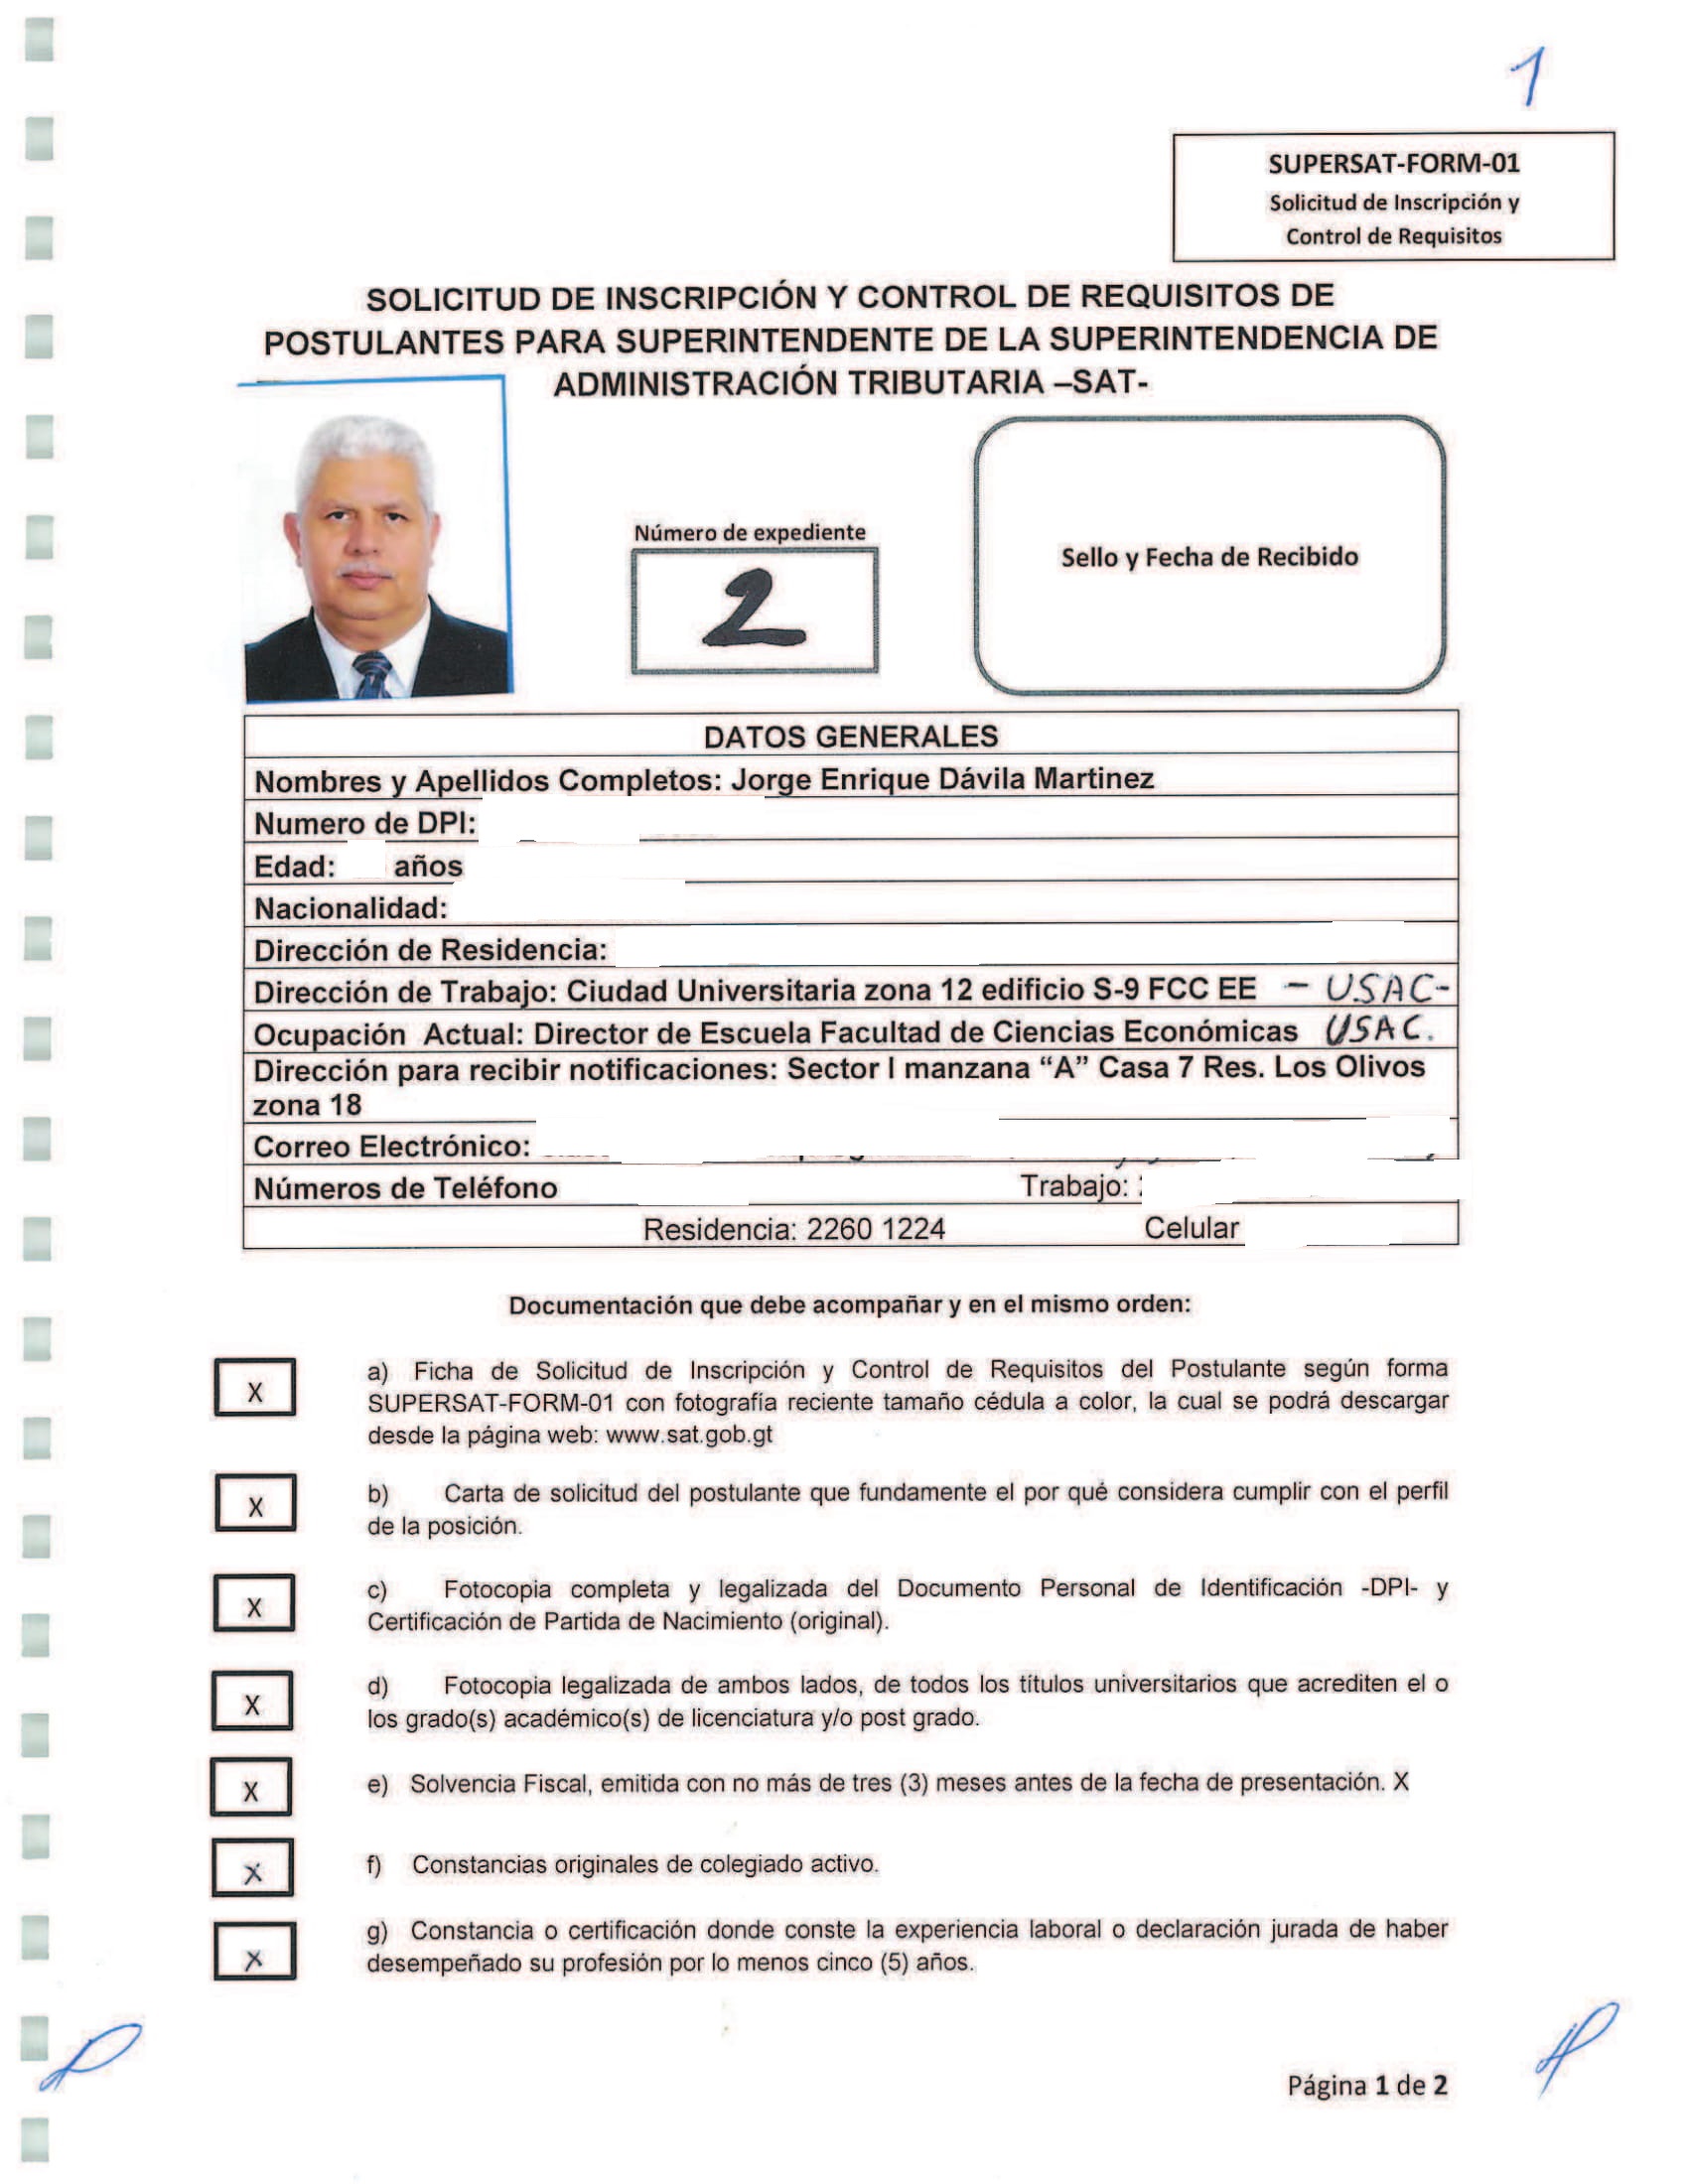 1
SUPERSAT-FORM-01
Solicitud de Inscripción y
Control de Requisitos
SOLICITUD DE INSCRIPCIÓN Y CONTROL DE REQUISITOS DE
POSTULANTES PARA SUPERINTENDENTE DE LA SUPERINTENDENCIA DE
ADMINISTRACIÓN TRIBUTARIA –SAT-
Número de expediente
2
Sello y Fecha de Recibido
DATOS GENERALES
Nombres y Apellidos Completos: Jorge Enrique Dávila Martinez
Numero de DPI:
Edad: años
Nacionalidad:
Dirección de Residencia:
Dirección de Trabajo: Ciudad Universitaria zona 12 edificio S-9 FCC EE – USAC-
Ocupación Actual: Director de Escuela Facultad de Ciencias Económicas USAC.
Dirección para recibir notificaciones: Sector I manzana “A” Casa 7 Res. Los Olivos
zona 18
Correo Electrónico:
Números de Teléfono Trabajo:
Residencia: 2260 1224 Celular
Documentación que debe acompañar y en el mismo orden:
X a) Ficha de Solicitud de Inscripción y Control de Requisitos del Postulante según forma
SUPERSAT-FORM-01 con fotografía reciente tamaño cédula a color, la cual se podrá descargar
desde la página web: www.sat.gob.gt
X b) Carta de solicitud del postulante que fundamente el por qué considera cumplir con el perfil
de la posición.
X c) Fotocopia completa y legalizada del Documento Personal de Identificación -DPI- y
Certificación de Partida de Nacimiento (original).
X d) Fotocopia legalizada de ambos lados, de todos los títulos universitarios que acrediten el o
los grado(s) académico(s) de licenciatura y/o post grado.
X e) Solvencia Fiscal, emitida con no más de tres (3) meses antes de la fecha de presentación. X
X f) Constancias originales de colegiado activo.
X g) Constancia o certificación donde conste la experiencia laboral o declaración jurada de haber
desempeñado su profesión por lo menos cinco (5) años.
Página 1 de 2